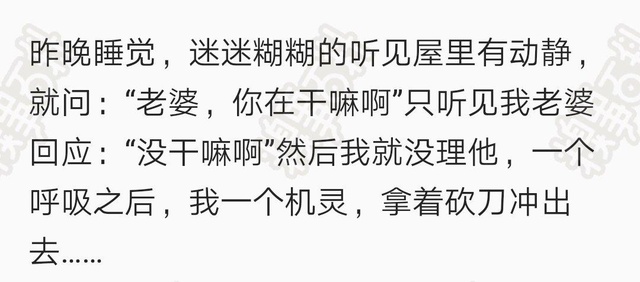 昨晚睡觉，迷迷糊糊的听见屋里有动静，
就问：“老婆，你在干嘛啊”只听见我老婆
回应：“没干嘛啊”然后我就没理他，一个
呼吸之后，我一个机灵，拿着砍刀冲出
去……